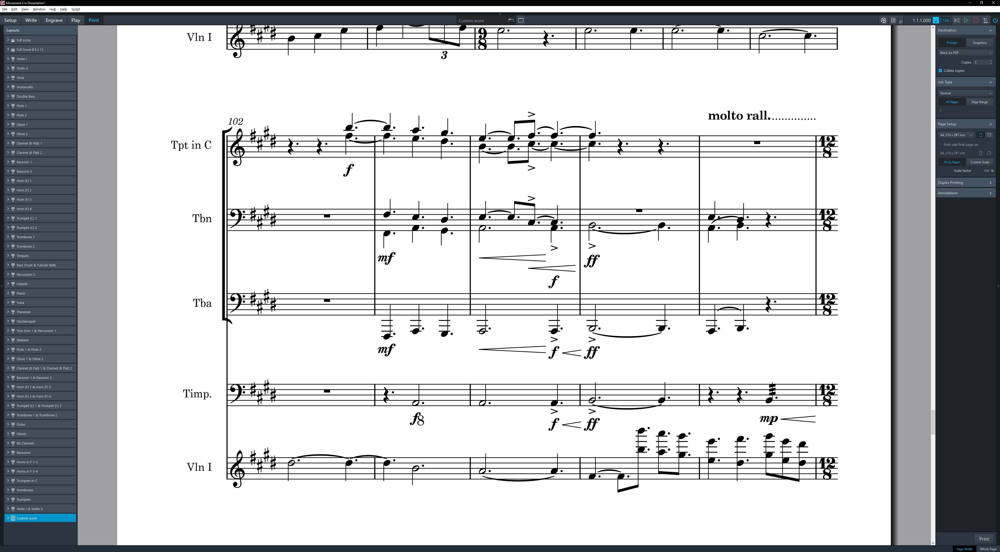 Movement II in Dissertation*
File Edit View Window Hub Help Script
Setup Write Engrave Play Print
Custom score
1.1.1.000 120
Layouts
Full score
Full Score 8.5 x 11
Violin I
Violin II
Viola
Violoncello
Double Bass
Flute 1
Flute 2
Oboe 1
Oboe 2
Clarinet (B Flat) 1
Clarinet (B Flat) 2
Bassoon 1
Bassoon 2
Horn (F) 1
Horn (F) 2
Horn (F) 3
Horn (F) 4
Trumpet (C) 1
Trumpet (C) 2
Trombone 1
Trombone 2
Timpani
Bass Drum & Tubular Bells
Percussion 2
Celeste
Piano
Tuba
Theremin
Glockenspiel
Tom-tom 1 & Percussion 1
Shekere
Flute 1 & Flute 2
Oboe 1 & Oboe 2
Clarinet (B Flat) 1 & Clarinet (B Flat) 2
Bassoon 1 & Bassoon 2
Horn (F) 1 & Horn (F) 2
Horn (F) 3 & Horn (F) 4
Trumpet (C) 1 & Trumpet (C) 2
Trombone 1 & Trombone 2
Flutes
Oboes
Bb Clarinets
Bassoons
Horns in F 1-2
Horns in F 3-4
Trumpets in C
Trombones
Trumpets
Violin I & Violin II
Custom score
Vln I
9
8
3
102
molto rall..............
Tpt in C
12
8
f
Tbn
12
8
mf
ff
f
Tba
12
8
mf f ff
Timp.
12
8
f 8 f ff mp
Vln I
12
8
Destination
Printer Graphics
Black Ice PDF
Copies 1
Collate copies
Job Type
Normal
All Pages Page Range
1
Page Setup
A4, 210 x 297 mm
Print odd final page on
A4, 210 x 297 mm
Fit to Paper Custom Scale
Scale factor 100 %
Duplex Printing
Annotations
Print
Page Width Whole Page